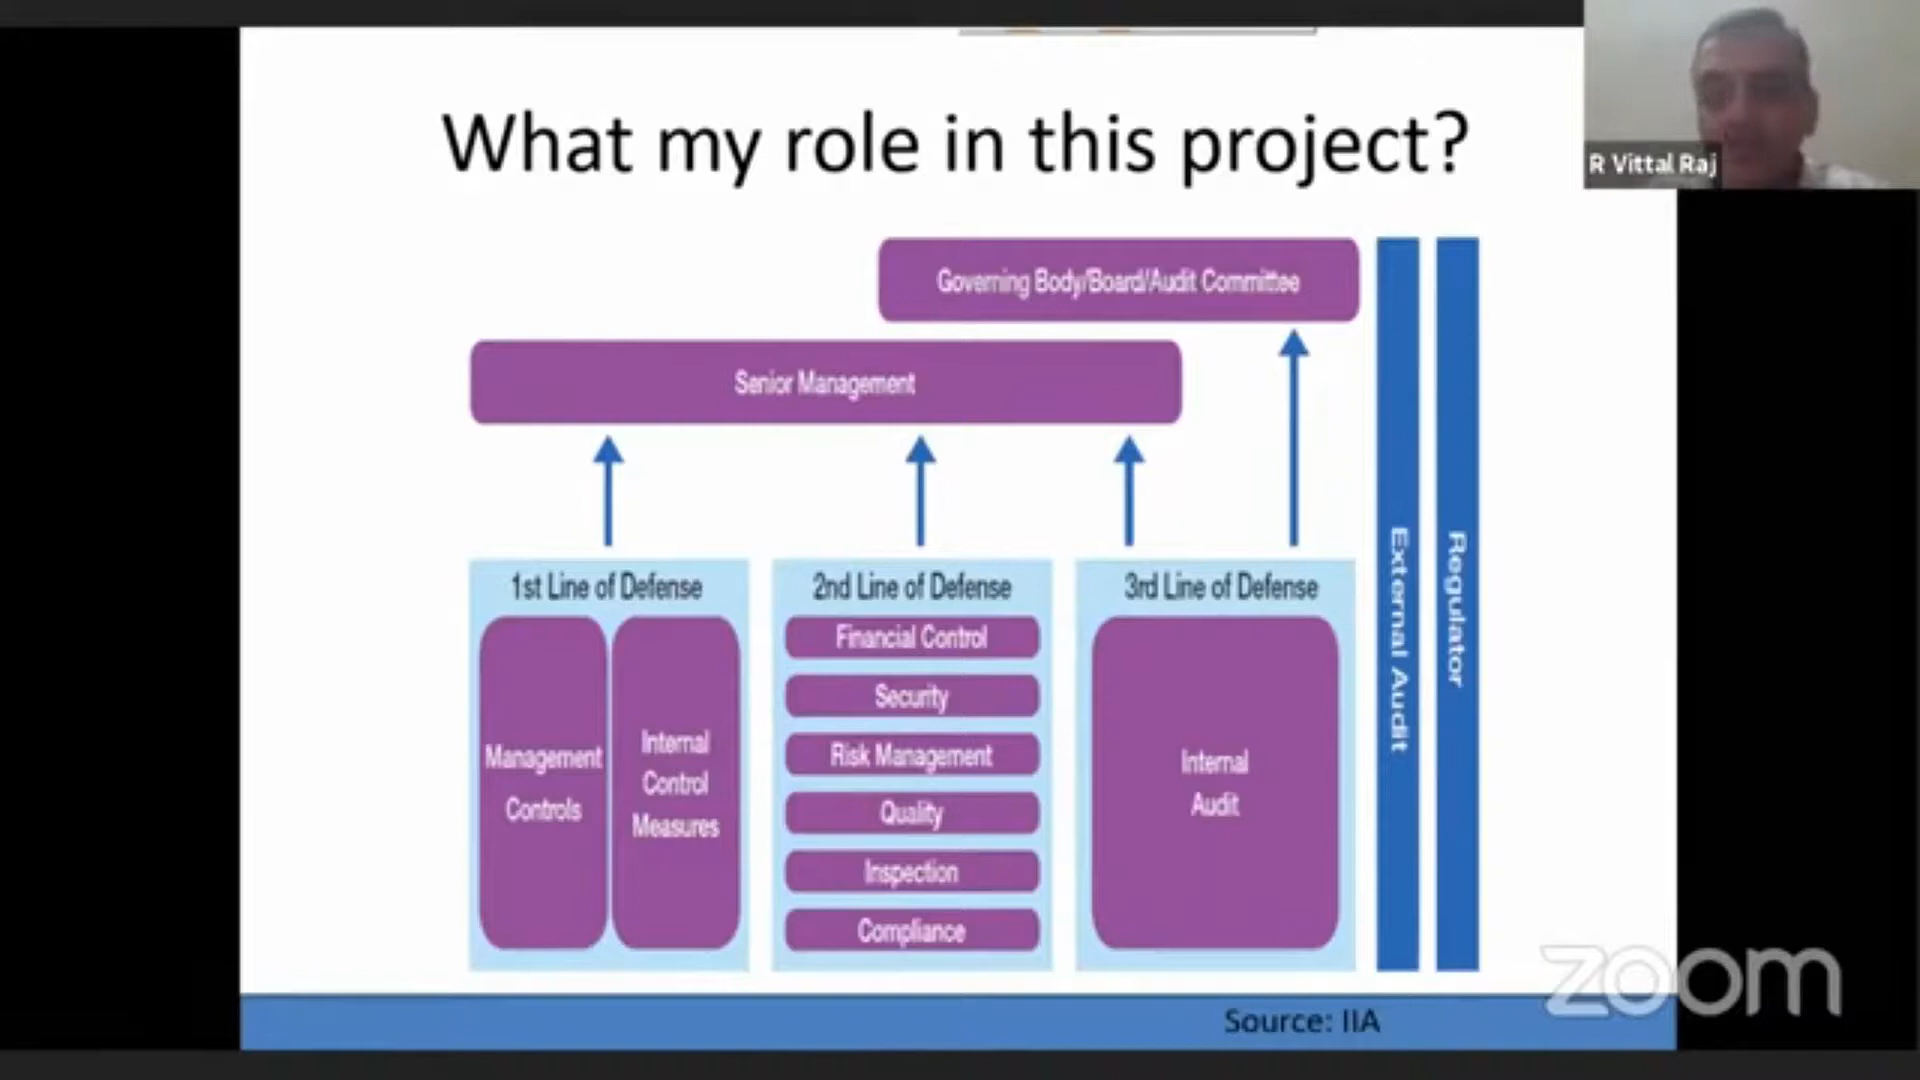 What my role in this project?
R Vittal Raj
Governing Body/Board/Audit Committee
Senior Management
1st Line of Defense
Management
Controls
Internal
Control
Measures
2nd Line of Defense
Financial Control
Security
Risk Management
Quality
Inspection
Compliance
3rd Line of Defense
Internal
Audit
External Audit
Regulator
Source: IIA
zoom